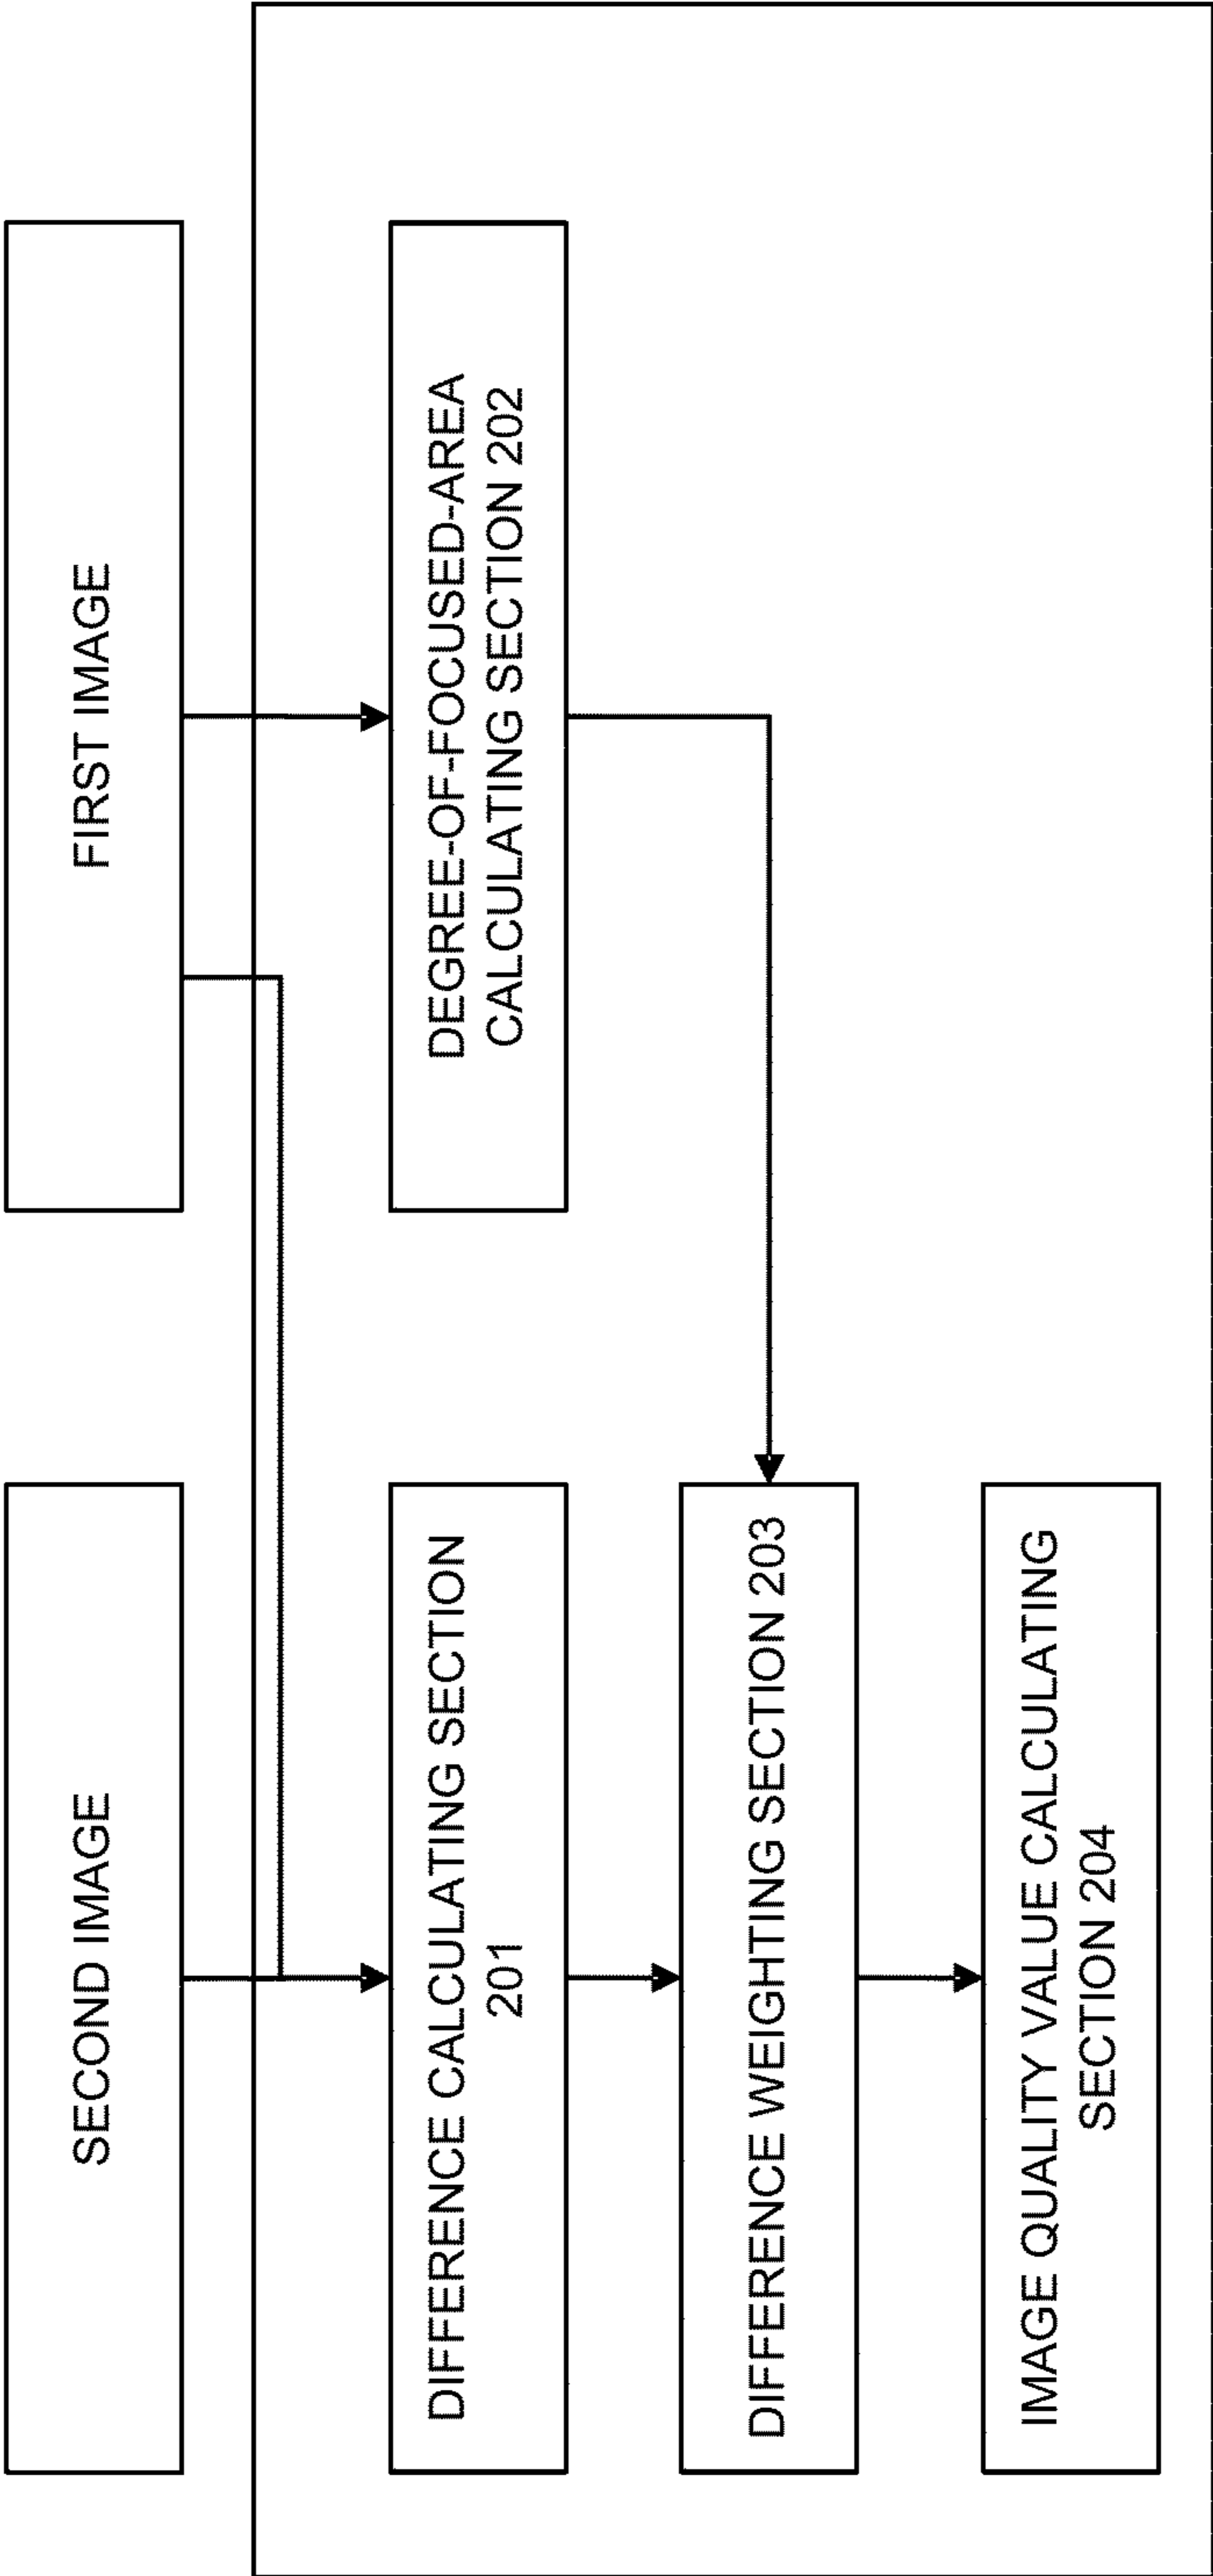 SECOND IMAGE
FIRST IMAGE
DIFFERENCE CALCULATING SECTION
201
DEGREE-OF-FOCUSED-AREA
CALCULATING SECTION 202
DIFFERENCE WEIGHTING SECTION 203
IMAGE QUALITY VALUE CALCULATING
SECTION 204